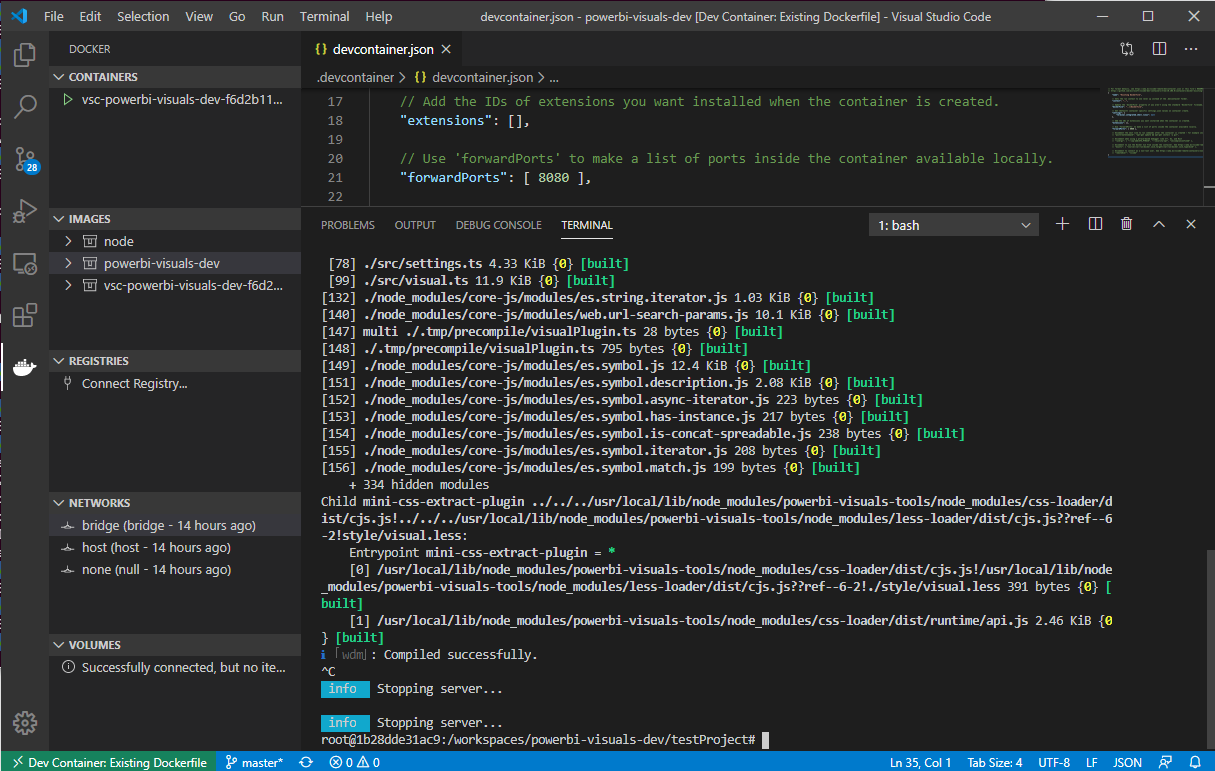 File Edit Selection View Go Run Terminal Help devcontainer.json - powerbi-visuals-dev [Dev Container: Existing Dockerfile] - Visual Studio Code
DOCKER
CONTAINERS
vsc-powerbi-visuals-dev-f6d2b11...
28
IMAGES
node
powerbi-visuals-dev
vsc-powerbi-visuals-dev-f6d2...
REGISTRIES
Connect Registry...
NETWORKS
bridge (bridge - 14 hours ago)
host (host - 14 hours ago)
none (null - 14 hours ago)
VOLUMES
Successfully connected, but no ite...
{} devcontainer.json
.devcontainer > {} devcontainer.json > ...
17 // Add the IDs of extensions you want installed when the container is created.
18 "extensions": [],
19
20 // Use 'forwardPorts' to make a list of ports inside the container available locally.
21 "forwardPorts": [ 8080 ],
22
PROBLEMS OUTPUT DEBUG CONSOLE TERMINAL 1: bash
[78] ./src/settings.ts 4.33 KiB {0} [built]
[99] ./src/visual.ts 11.9 KiB {0} [built]
[132] ./node_modules/core-js/modules/es.string.iterator.js 1.03 KiB {0} [built]
[140] ./node_modules/core-js/modules/web.url-search-params.js 10.1 KiB {0} [built]
[147] multi ./.tmp/precompile/visualPlugin.ts 28 bytes {0} [built]
[148] ./.tmp/precompile/visualPlugin.ts 795 bytes {0} [built]
[149] ./node_modules/core-js/modules/es.symbol.js 12.4 KiB {0} [built]
[151] ./node_modules/core-js/modules/es.symbol.description.js 2.08 KiB {0} [built]
[152] ./node_modules/core-js/modules/es.symbol.async-iterator.js 223 bytes {0} [built]
[153] ./node_modules/core-js/modules/es.symbol.has-instance.js 217 bytes {0} [built]
[154] ./node_modules/core-js/modules/es.symbol.is-concat-spreadable.js 238 bytes {0} [built]
[155] ./node_modules/core-js/modules/es.symbol.iterator.js 208 bytes {0} [built]
[156] ./node_modules/core-js/modules/es.symbol.match.js 199 bytes {0} [built]
+ 334 hidden modules
Child mini-css-extract-plugin ../../../usr/local/lib/node_modules/powerbi-visuals-tools/node_modules/css-loader/d
ist/cjs.js!../../../usr/local/lib/node_modules/powerbi-visuals-tools/node_modules/less-loader/dist/cjs.js??ref--6
-2!style/visual.less:
Entrypoint mini-css-extract-plugin = *
[0] /usr/local/lib/node_modules/powerbi-visuals-tools/node_modules/css-loader/dist/cjs.js!/usr/local/lib/node
_modules/powerbi-visuals-tools/node_modules/less-loader/dist/cjs.js??ref--6-2!./style/visual.less 391 bytes {0} [
built]
[1] /usr/local/lib/node_modules/powerbi-visuals-tools/node_modules/css-loader/dist/runtime/api.js 2.46 KiB {0
} [built]
i ｢wdm｣: Compiled successfully.
^C
info Stopping server...
info Stopping server...
root@1b28dde31ac9:/workspaces/powerbi-visuals-dev/testProject#
Dev Container: Existing Dockerfile master* 0 0 Ln 35, Col 1 Tab Size: 4 UTF-8 LF JSON